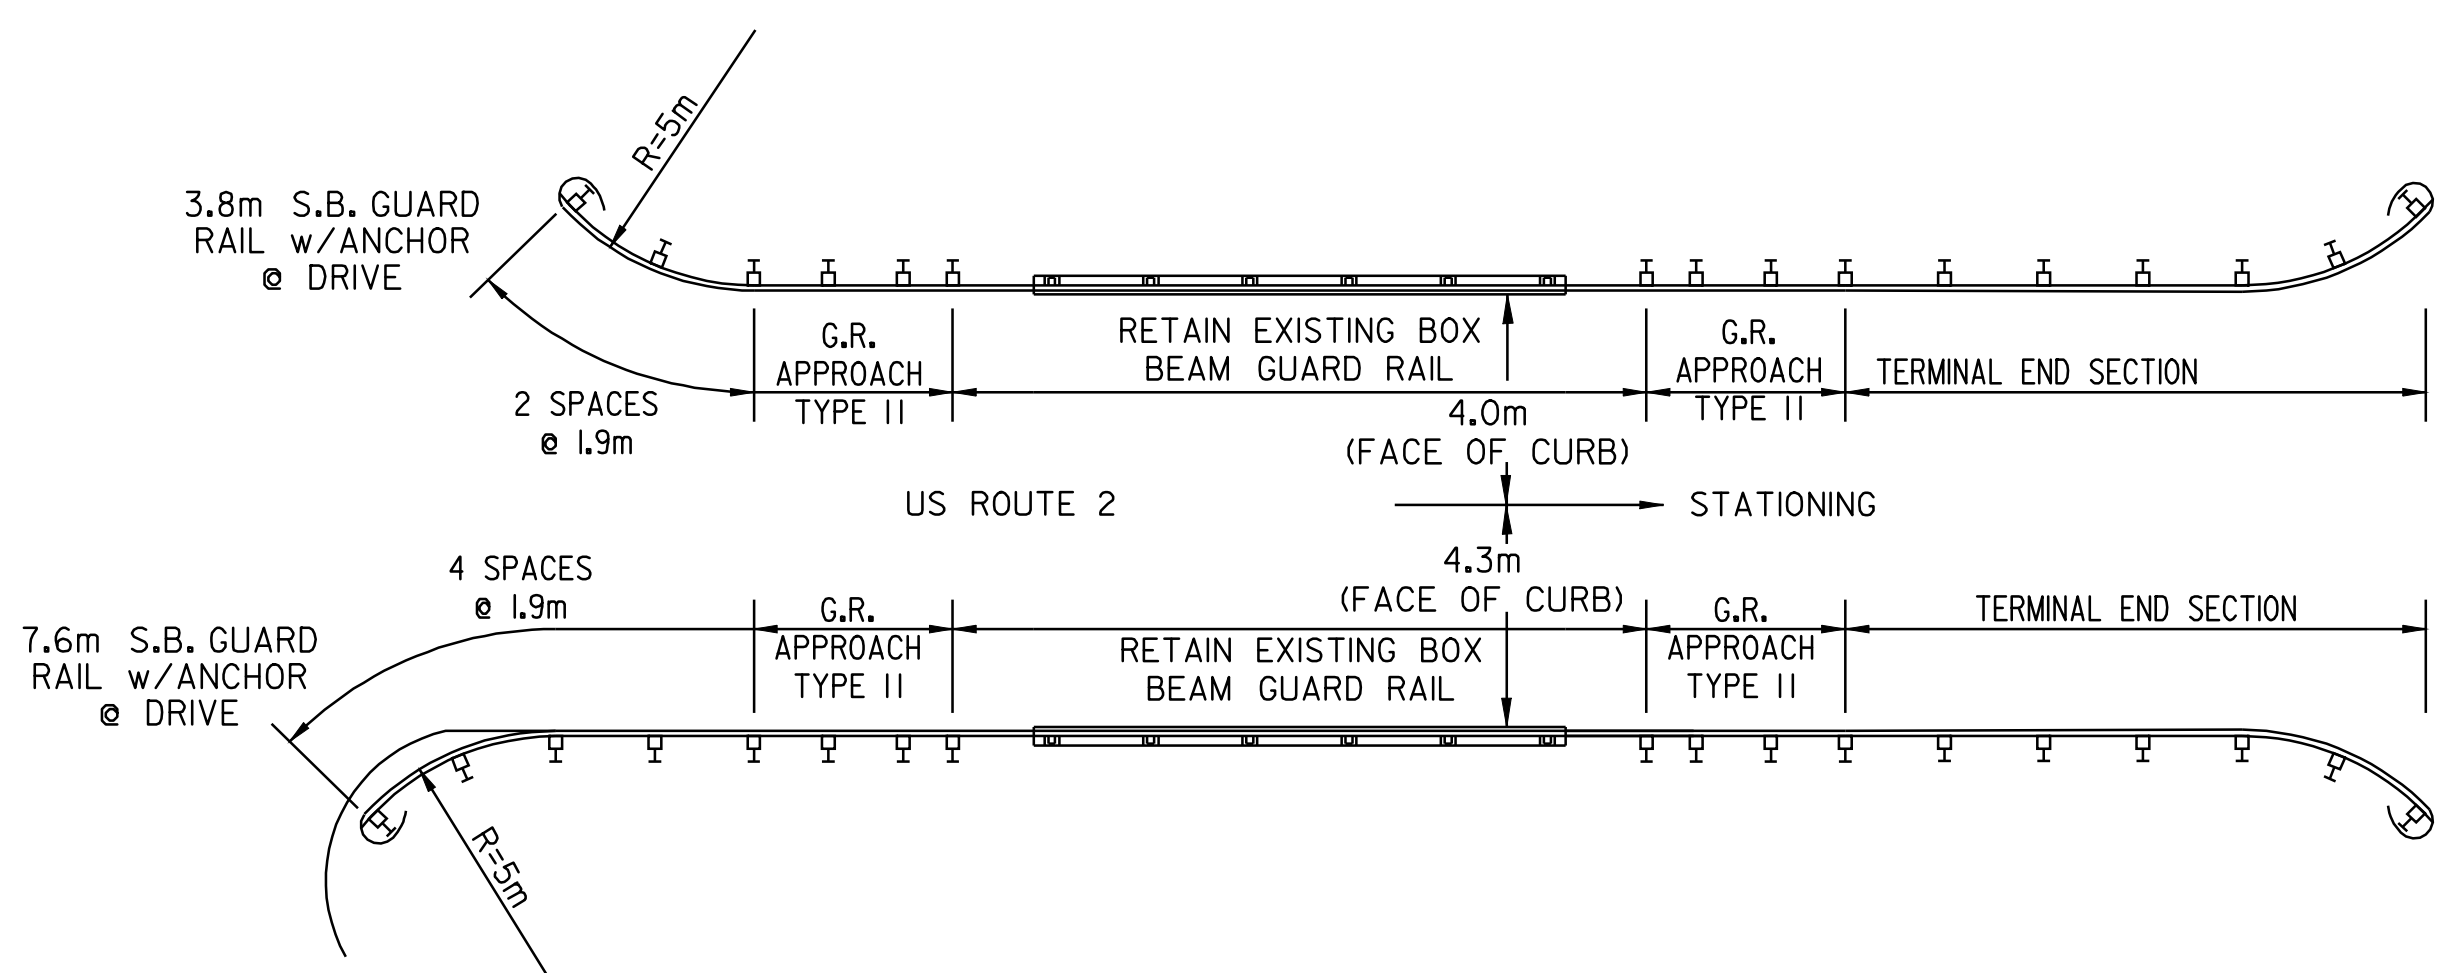 R=5m
3.8m S.B. GUARD
RAIL w/ANCHOR
@ DRIVE
2 SPACES
@ 1.9m
G.R.
APPROACH
TYPE II
RETAIN EXISTING BOX
BEAM GUARD RAIL
G.R.
APPROACH
TYPE II
TERMINAL END SECTION
4.0m
(FACE OF CURB)
US ROUTE 2
STATIONING
4.3m
(FACE OF CURB)
4 SPACES
@ 1.9m
7.6m S.B. GUARD
RAIL w/ANCHOR
@ DRIVE
G.R.
APPROACH
TYPE II
RETAIN EXISTING BOX
BEAM GUARD RAIL
G.R.
APPROACH
TYPE II
TERMINAL END SECTION
R=5m